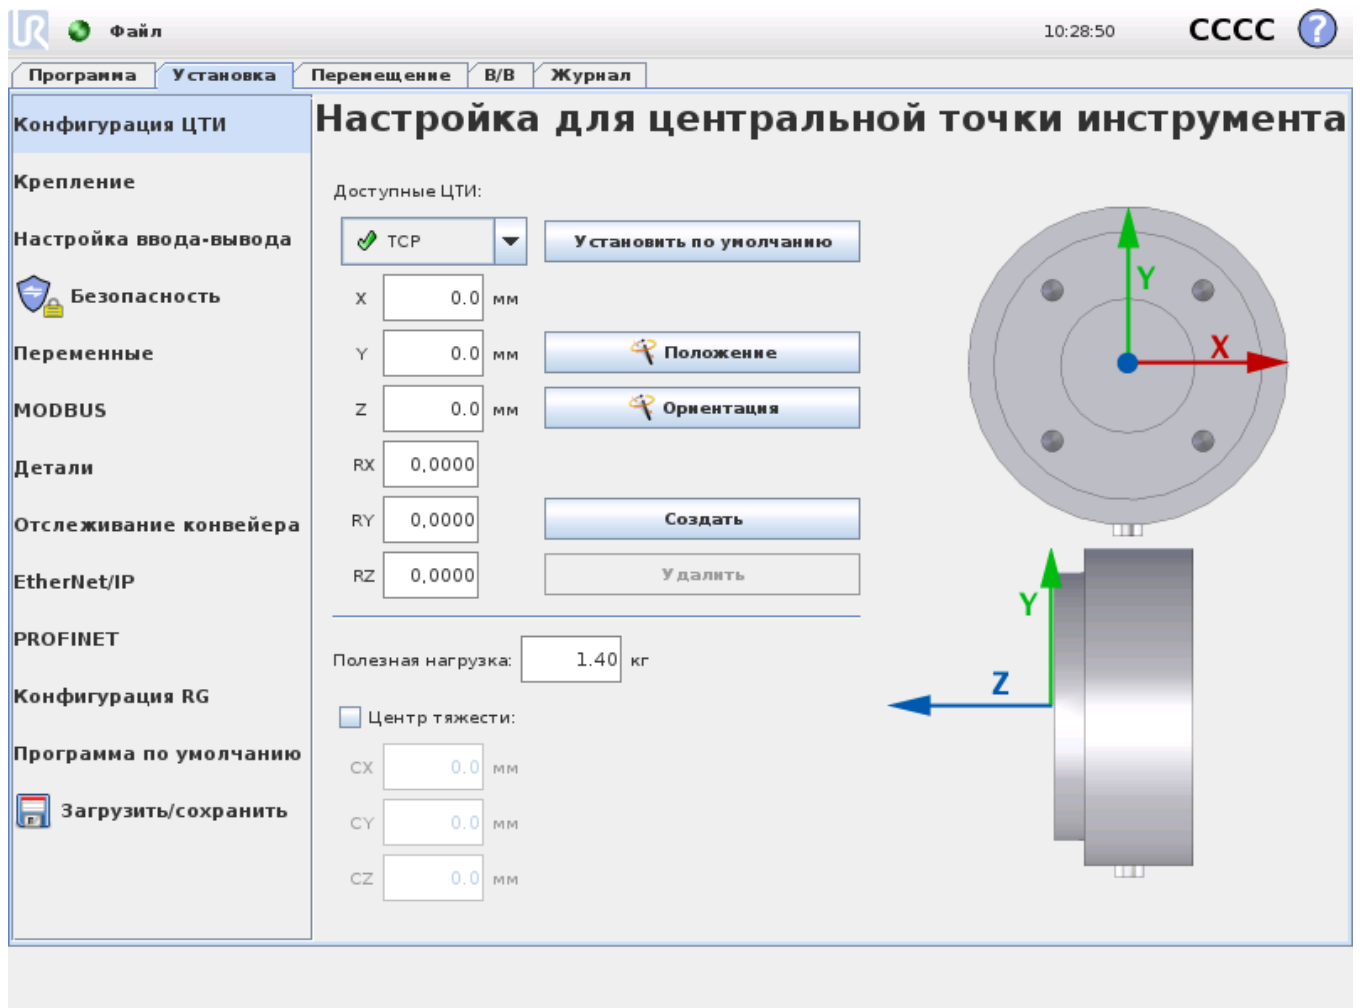 UR
Файл
10:28:50
CCCC
?
Программа Установка Перемещение В/В Журнал
Конфигурация ЦТИ
Крепление
Настройка ввода-вывода
Безопасность
Переменные
MODBUS
Детали
Отслеживание конвейера
EtherNet/IP
PROFINET
Конфигурация RG
Программа по умолчанию
Загрузить/сохранить
Настройка для центральной точки инструмента
Доступные ЦТИ:
TCP Установить по умолчанию
X 0.0 мм
Y 0.0 мм Положение
Z 0.0 мм Ориентация
RX 0,0000
RY 0,0000 Создать
RZ 0,0000 Удалить
Полезная нагрузка: 1.40 кг
Центр тяжести:
CX 0.0 мм
CY 0.0 мм
CZ 0.0 мм
Y
X
Y
Z